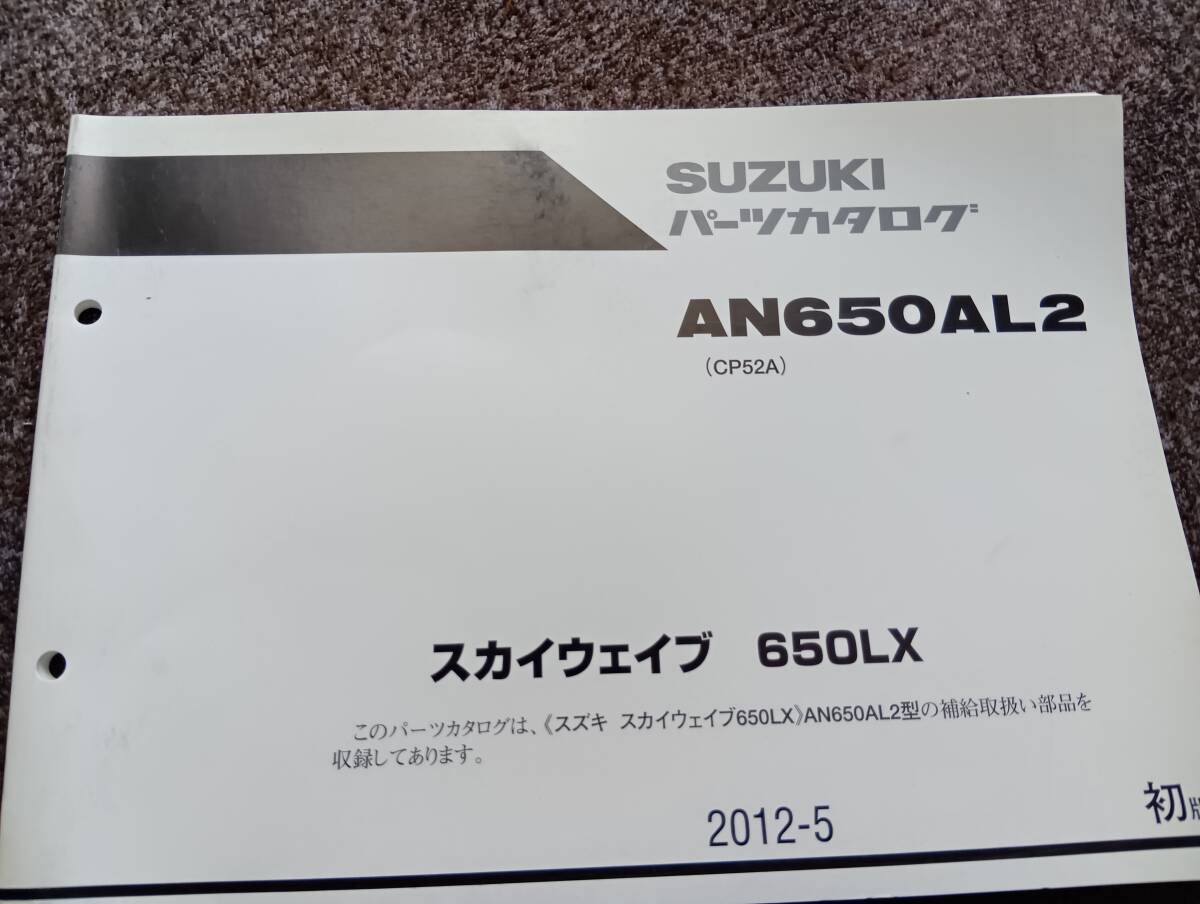 SUZUKI
パーツカタログ
AN650AL2
(CP52A)
スカイウェイブ 650LX
このパーツカタログは、《スズキ スカイウェイブ650LX》AN650AL2型の補給取扱い部品を
収録してあります。
2012-5
初版